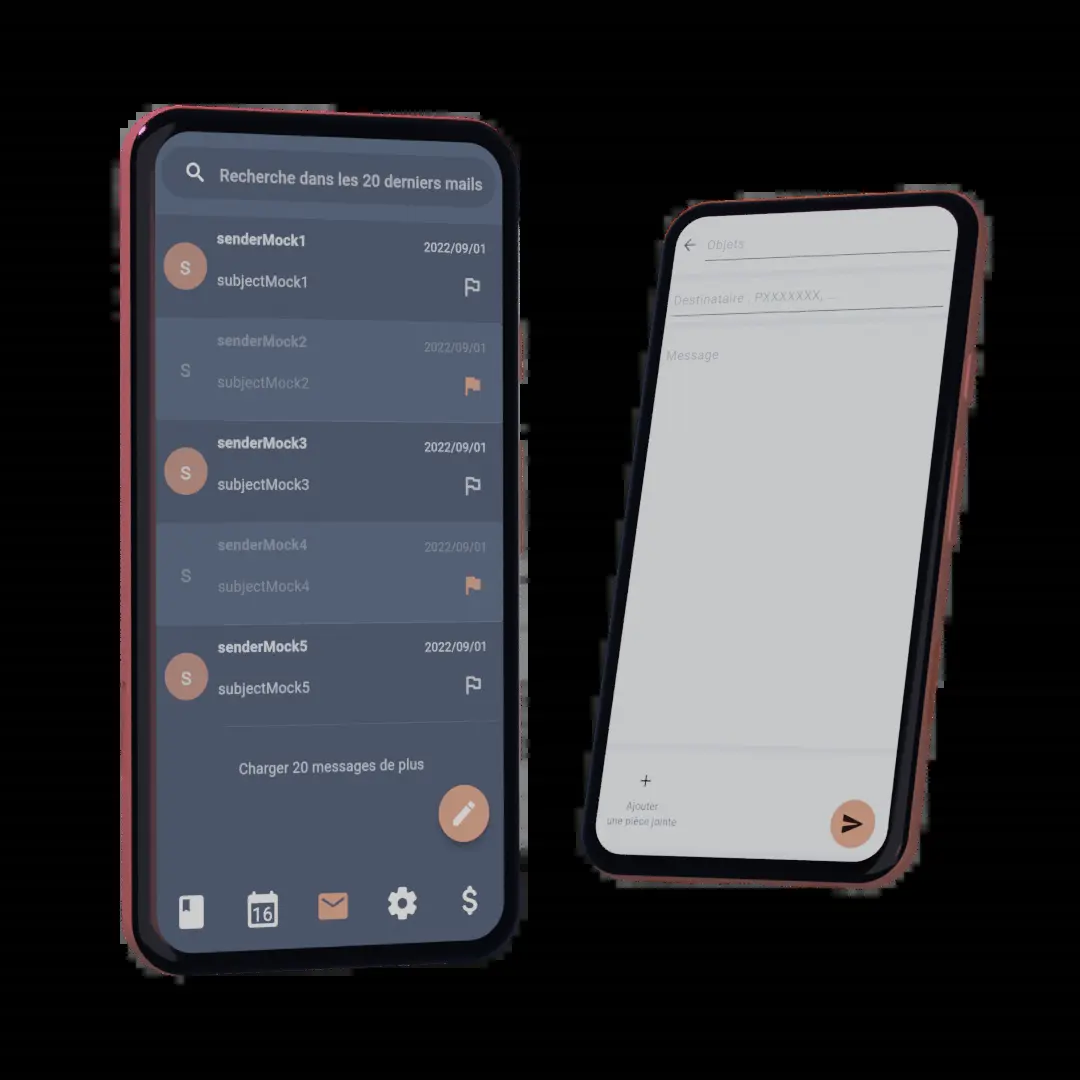 Recherche dans les 20 derniers mails
senderMock1
2022/09/01
S
subjectMock1
senderMock2
2022/09/01
S
subjectMock2
senderMock3
2022/09/01
S
subjectMock3
senderMock4
2022/09/01
S
subjectMock4
senderMock5
2022/09/01
S
subjectMock5
Charger 20 messages de plus
16
$
Objets
Destinataire : PXXXXXXX, ...
Message
+
Ajouter
une pièce jointe